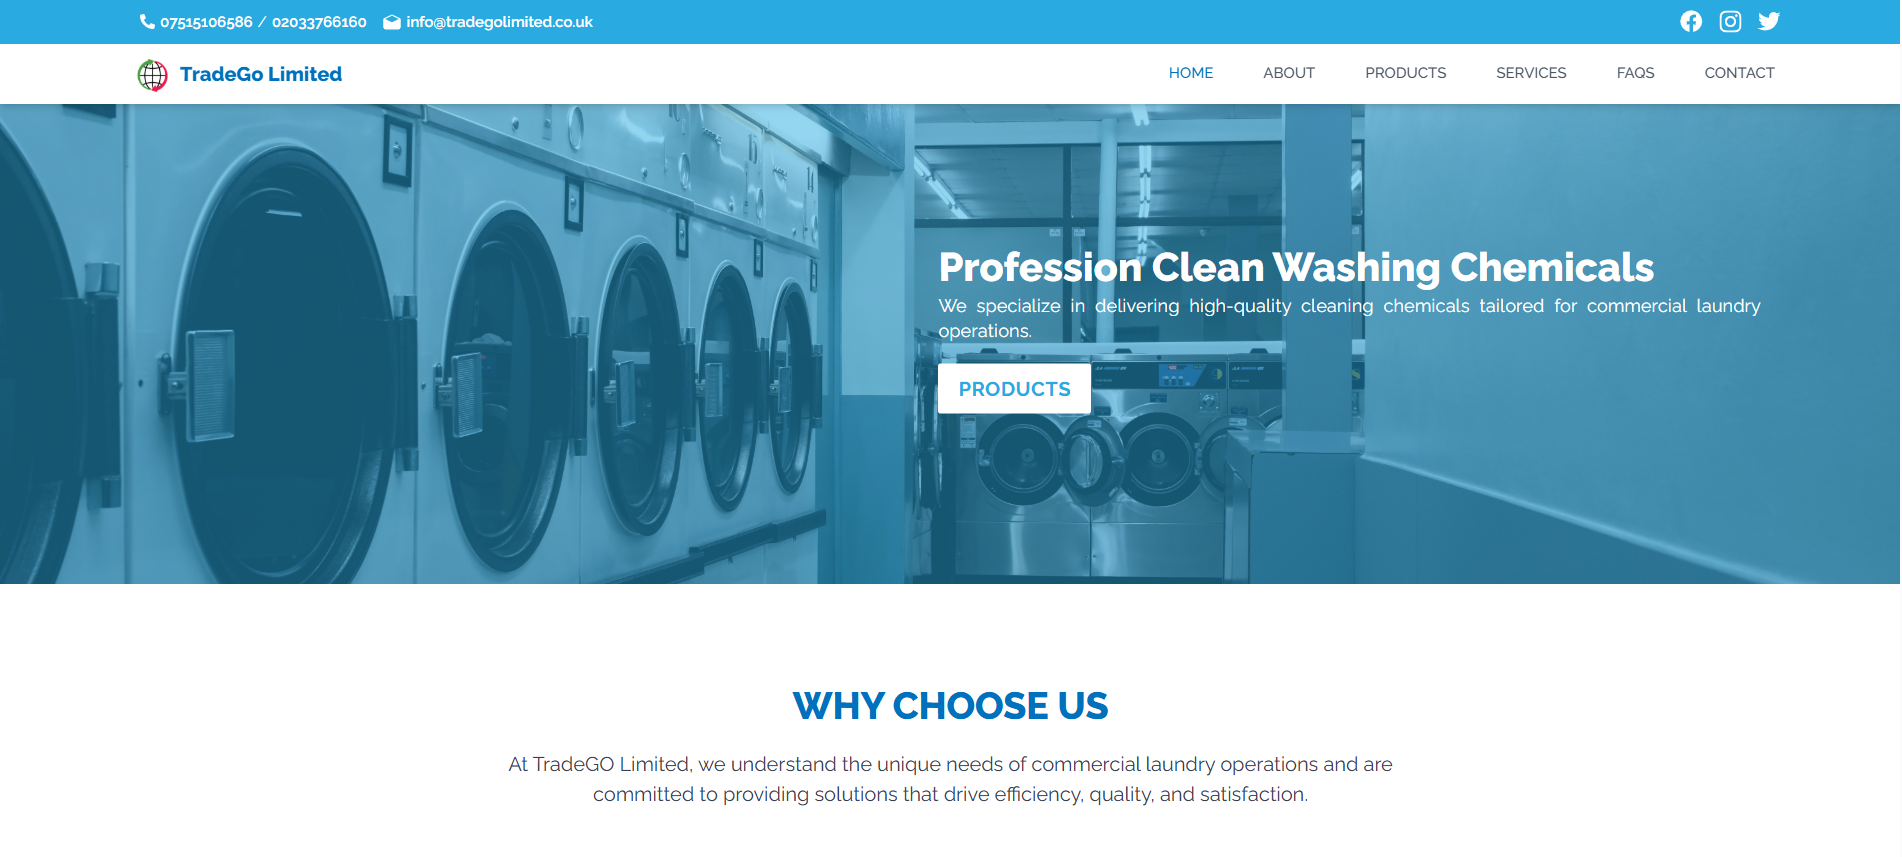 07515106586 / 02033766160 info@tradegolimited.co.uk
TradeGo Limited
HOME ABOUT PRODUCTS SERVICES FAQS CONTACT
Profession Clean Washing Chemicals
We specialize in delivering high-quality cleaning chemicals tailored for commercial laundry
operations.
PRODUCTS
WHY CHOOSE US
At TradeGO Limited, we understand the unique needs of commercial laundry operations and are
committed to providing solutions that drive efficiency, quality, and satisfaction.